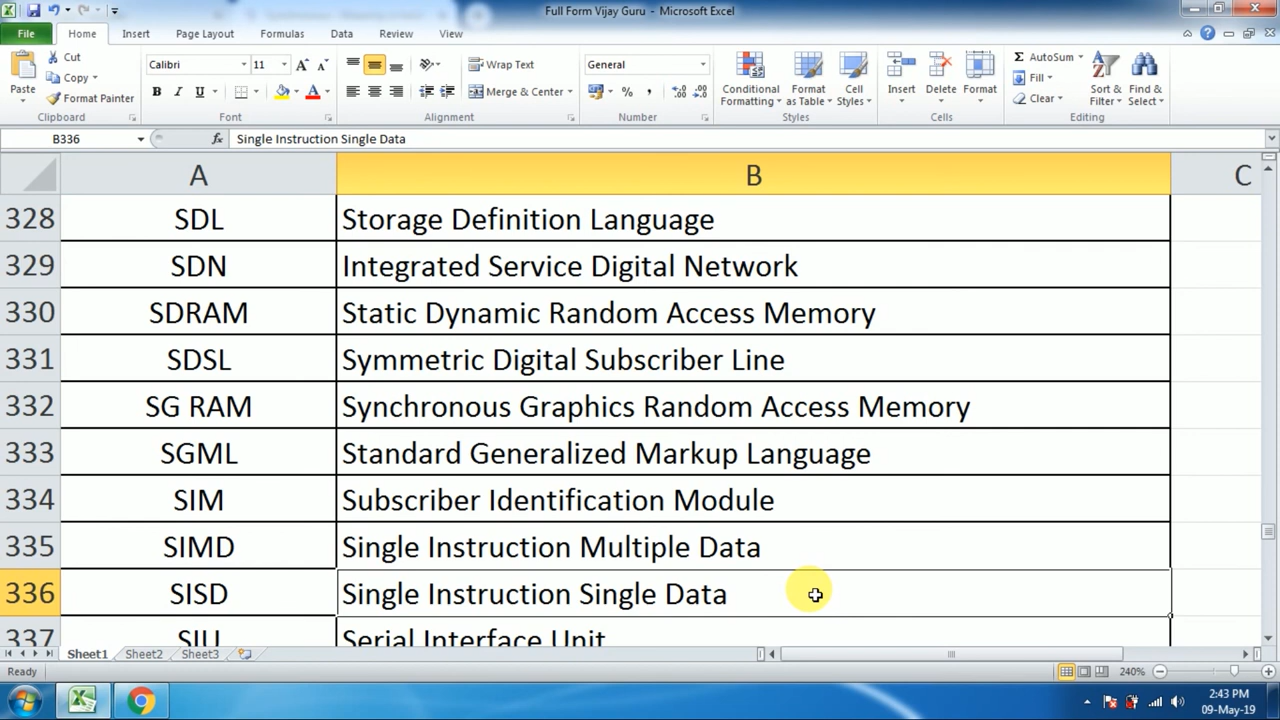 Full Form Vijay Guru - Microsoft Excel
File Home Insert Page Layout Formulas Data Review View
Paste Cut Copy Format Painter Clipboard
Calibri 11 A A B I U A Font
Wrap Text Merge & Center Alignment
General % , Number
Conditional Formatting Format as Table Cell Styles Styles
Insert Delete Format Cells
Σ AutoSum Fill Clear Sort & Filter Find & Select Editing
B336 fx Single Instruction Single Data
A B C
328 SDL Storage Definition Language
329 SDN Integrated Service Digital Network
330 SDRAM Static Dynamic Random Access Memory
331 SDSL Symmetric Digital Subscriber Line
332 SG RAM Synchronous Graphics Random Access Memory
333 SGML Standard Generalized Markup Language
334 SIM Subscriber Identification Module
335 SIMD Single Instruction Multiple Data
336 SISD Single Instruction Single Data
337 SIU Serial Interface Unit
Sheet1 Sheet2 Sheet3
Ready 240%
2:43 PM
09-May-19